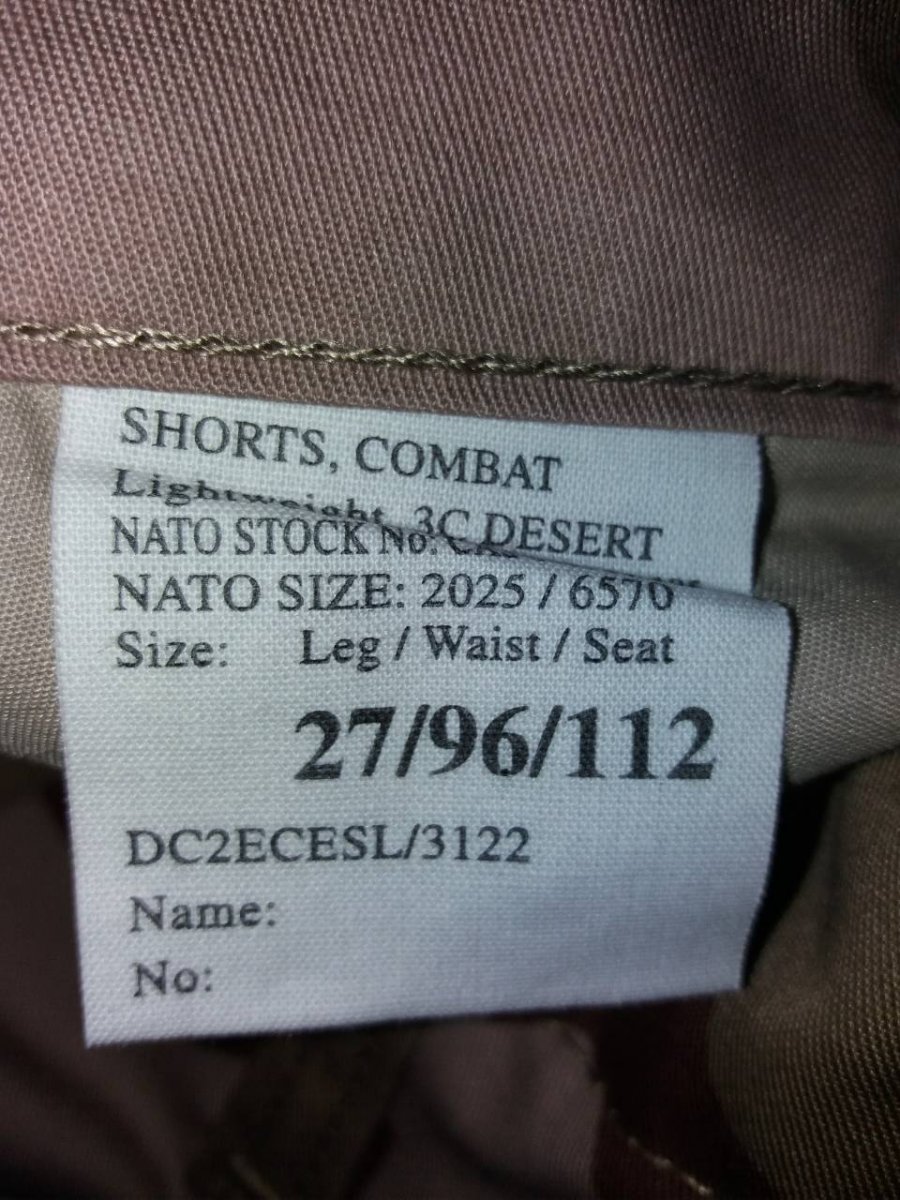 SHORTS, COMBAT
Lightweight 3C DESERT
NATO STOCK No:
NATO SIZE: 2025 / 6570
Size: Leg / Waist / Seat
27/96/112
DC2ECESL/3122
Name:
No: